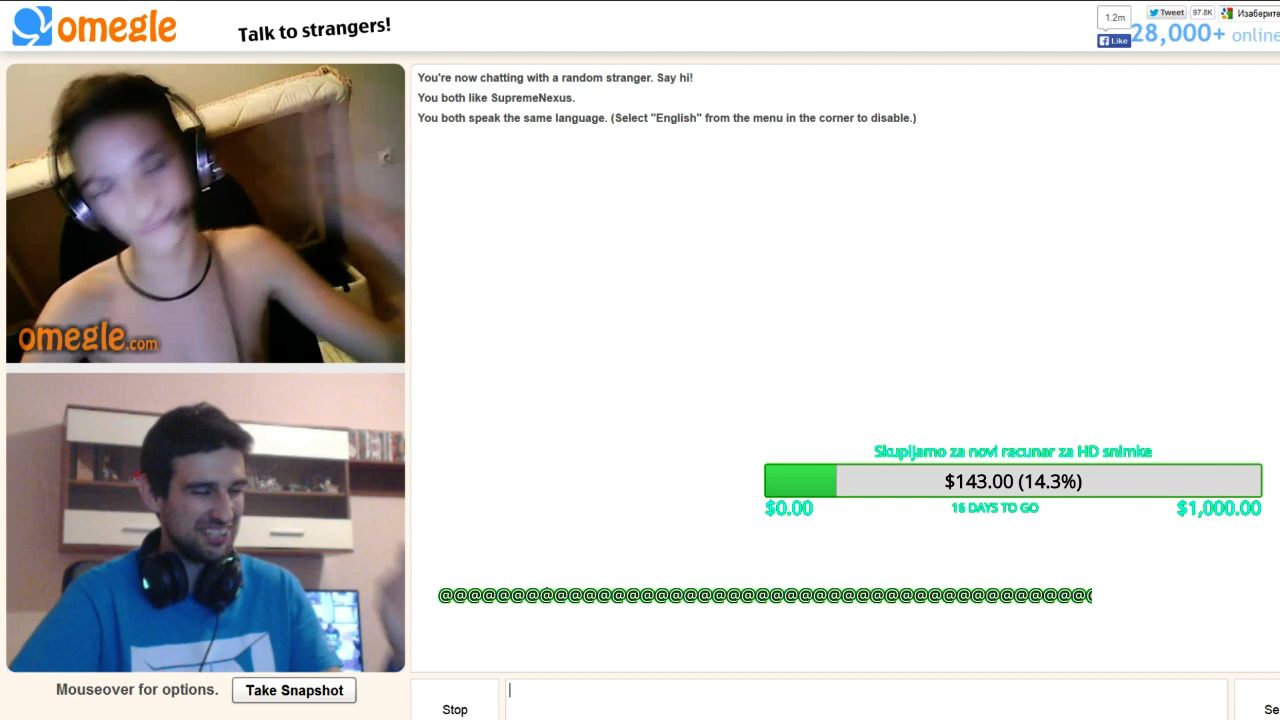 omegle
Talk to strangers!
1.2m
Like
Tweet
97.8K
Изаберите
28,000+ online
You're now chatting with a random stranger. Say hi!
You both like SupremeNexus.
You both speak the same language. (Select "English" from the menu in the corner to disable.)
omegle.com
Skupljamo za novi racunar za HD snimke
$143.00 (14.3%)
$0.00
16 DAYS TO GO
$1,000.00
Mouseover for options.
Take Snapshot
Stop
Se